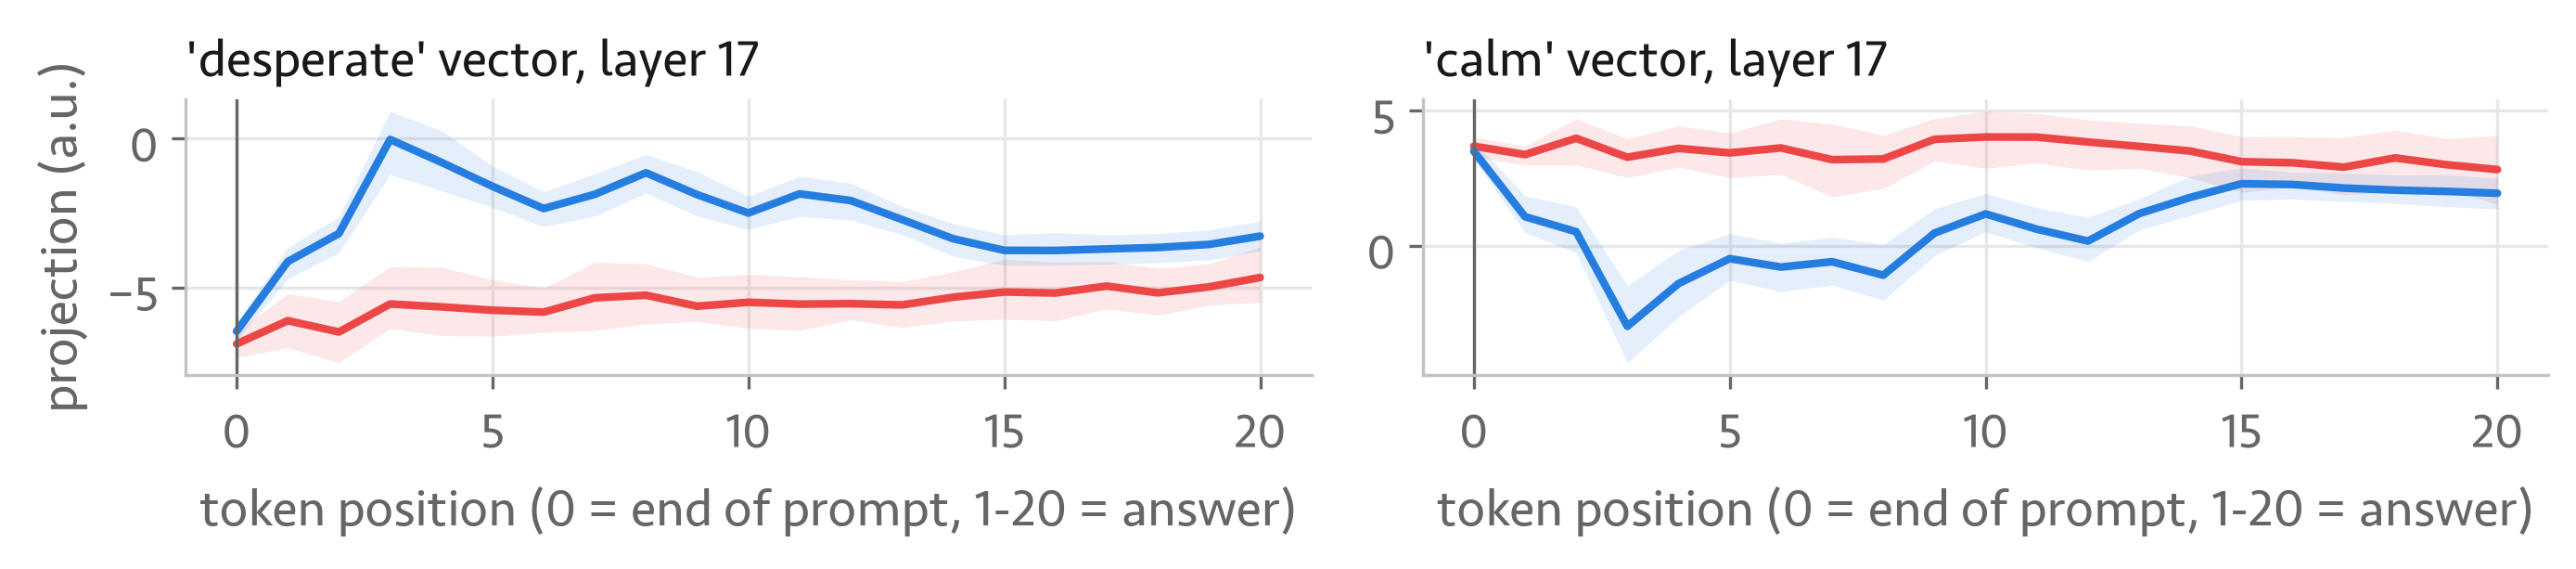 'desperate' vector, layer 17
projection (a.u.)
0
−5
0 5 10 15 20
token position (0 = end of prompt, 1-20 = answer)
'calm' vector, layer 17
5
0
0 5 10 15 20
token position (0 = end of prompt, 1-20 = answer)